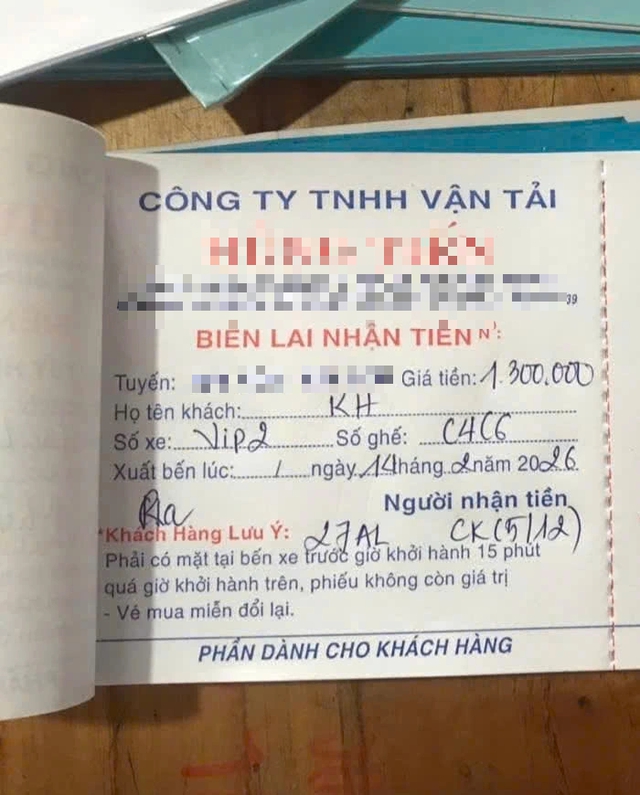 CÔNG TY TNHH VẬN TẢI
39
BIÊN LAI NHẬN TIỀN N°:
Tuyến: Giá tiền: 1.300.000
Họ tên khách: KH
Số xe: Vip2 Số ghế: C4C6
Xuất bến lúc: / ngày 14 tháng 2 năm 2026
Người nhận tiền
*Khách Hàng Lưu Ý: 27AL CK(5/12)
Phải có mặt tại bến xe trước giờ khởi hành 15 phút
quá giờ khởi hành trên, phiếu không còn giá trị
- Vé mua miễn đổi lại.
PHẦN DÀNH CHO KHÁCH HÀNG